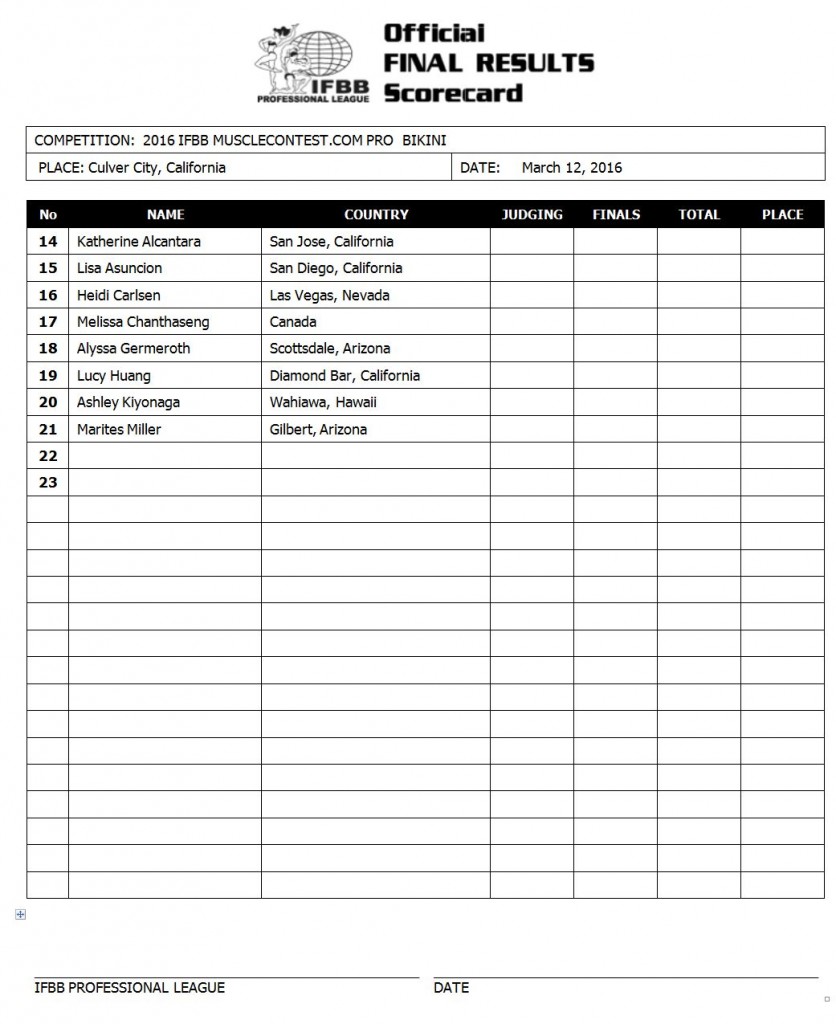 Official
FINAL RESULTS
Scorecard
IFBB
PROFESSIONAL LEAGUE
COMPETITION: 2016 IFBB MUSCLECONTEST.COM PRO BIKINI
PLACE: Culver City, California DATE: March 12, 2016
No NAME COUNTRY JUDGING FINALS TOTAL PLACE
14 Katherine Alcantara San Jose, California
15 Lisa Asuncion San Diego, California
16 Heidi Carlsen Las Vegas, Nevada
17 Melissa Chanthaseng Canada
18 Alyssa Germeroth Scottsdale, Arizona
19 Lucy Huang Diamond Bar, California
20 Ashley Kiyonaga Wahiawa, Hawaii
21 Marites Miller Gilbert, Arizona
22
23
IFBB PROFESSIONAL LEAGUE DATE